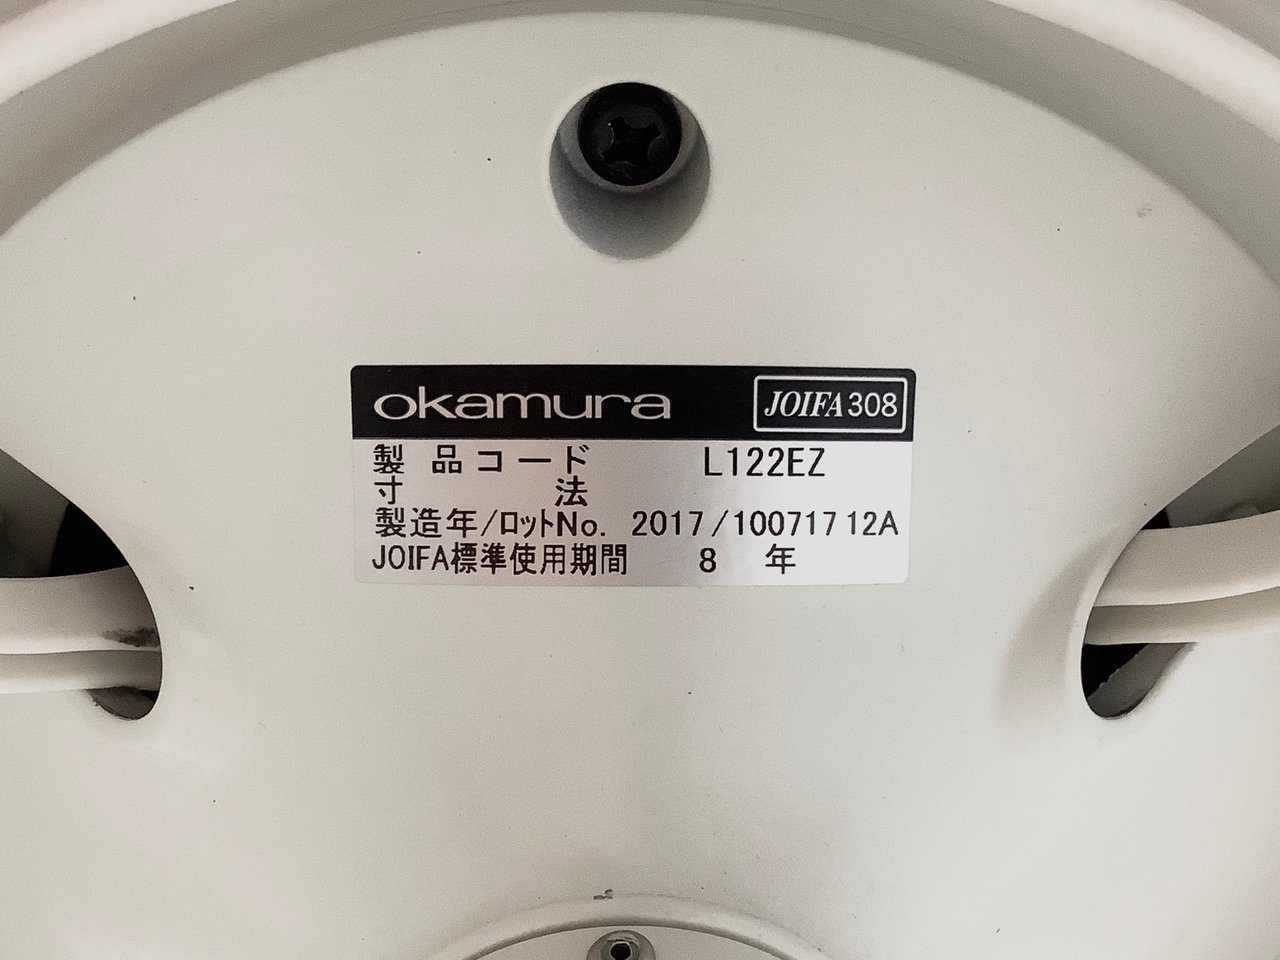 okamura JOIFA308
製品コード L122EZ
寸法
製造年/ロットNo. 2017/10071712A
JOIFA標準使用期間 8 年